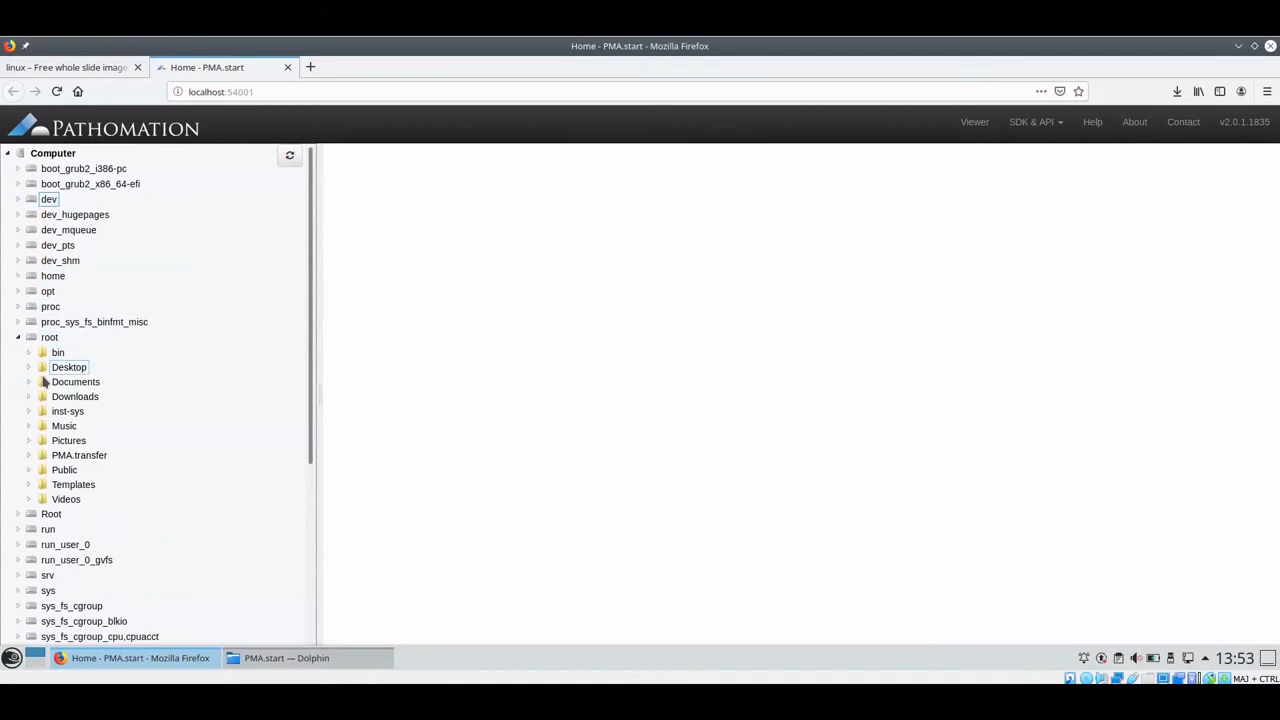 Home - PMA.start - Mozilla Firefox
linux – Free whole slide image
Home - PMA.start
localhost:54001
PATHOMATION
Viewer
SDK & API
Help
About
Contact
v2.0.1.1835
Computer
boot_grub2_i386-pc
boot_grub2_x86_64-efi
dev
dev_hugepages
dev_mqueue
dev_pts
dev_shm
home
opt
proc
proc_sys_fs_binfmt_misc
root
bin
Desktop
Documents
Downloads
inst-sys
Music
Pictures
PMA.transfer
Public
Templates
Videos
Root
run
run_user_0
run_user_0_gvfs
srv
sys
sys_fs_cgroup
sys_fs_cgroup_blkio
sys_fs_cgroup_cpu,cpuacct
Home - PMA.start - Mozilla Firefox
PMA.start — Dolphin
13:53
MAJ + CTRL